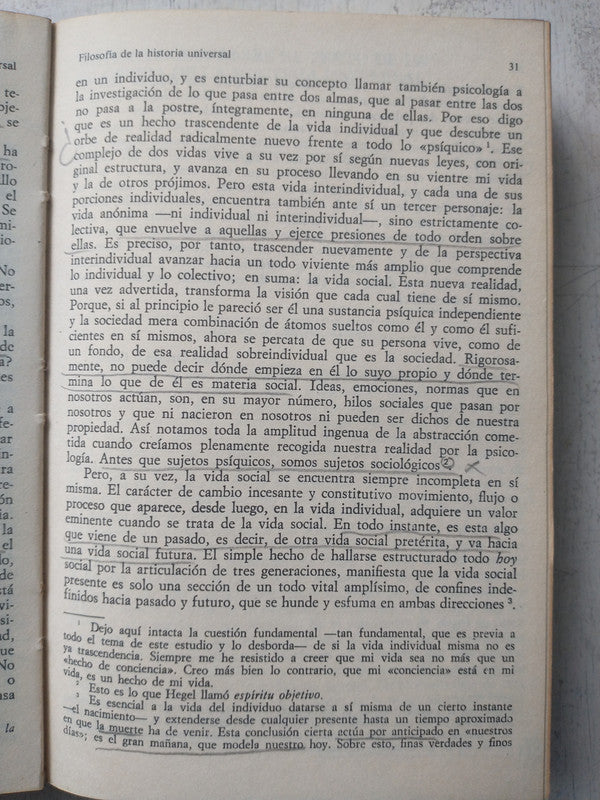 Filosofía de la historia universal
31
en un individuo, y es enturbiar su concepto llamar también psicología a
la investigación de lo que pasa entre dos almas, que al pasar entre las dos
no pasa a la postre, íntegramente, en ninguna de ellas. Por eso digo
que es un hecho trascendente de la vida individual y que descubre un
orbe de realidad radicalmente nuevo frente a todo lo «psíquico» 1. Ese
complejo de dos vidas vive a su vez por sí según nuevas leyes, con ori-
ginal estructura, y avanza en su proceso llevando en su vientre mi vida
y la de otros prójimos. Pero esta vida interindividual, y cada una de sus
porciones individuales, encuentra también ante sí un tercer personaje: la
vida anónima —ni individual ni interindividual—, sino estrictamente co-
lectiva, que envuelve a aquellas y ejerce presiones de todo orden sobre
ellas. Es preciso, por tanto, trascender nuevamente y de la perspectiva
interindividual avanzar hacia un todo viviente más amplio que comprende
lo individual y lo colectivo; en suma: la vida social. Esta nueva realidad,
una vez advertida, transforma la visión que cada cual tiene de sí mismo.
Porque, si al principio le pareció ser él una sustancia psíquica independiente
y la sociedad mera combinación de átomos sueltos como él y como él sufi-
cientes en sí mismos, ahora se percata de que su persona vive, como de
un fondo, de esa realidad sobreindividual que es la sociedad. Rigorosa-
mente, no puede decir dónde empieza en él lo suyo propio y dónde ter-
mina lo que de él es materia social. Ideas, emociones, normas que en
nosotros actúan, son, en su mayor número, hilos sociales que pasan por
nosotros y que ni nacieron en nosotros ni pueden ser dichos de nuestra
propiedad. Así notamos toda la amplitud ingenua de la abstracción come-
tida cuando creíamos plenamente recogida nuestra realidad por la psico-
logía. Antes que sujetos psíquicos, somos sujetos sociológicos 2.
Pero, a su vez, la vida social se encuentra siempre incompleta en sí
misma. El carácter de cambio incesante y constitutivo movimiento, flujo o
proceso que aparece, desde luego, en la vida individual, adquiere un valor
eminente cuando se trata de la vida social. En todo instante, es esta algo
que viene de un pasado, es decir, de otra vida social pretérita, y va hacia
una vida social futura. El simple hecho de hallarse estructurado todo hoy
social por la articulación de tres generaciones, manifiesta que la vida social
presente es solo una sección de un todo vital amplísimo, de confines inde-
finidos hacia pasado y futuro, que se hunde y esfuma en ambas direcciones 3.
1 Dejo aquí intacta la cuestión fundamental —tan fundamental, que es previa a
todo el tema de este estudio y lo desborda— de si la vida individual misma no es
ya trascendencia. Siempre me he resistido a creer que mi vida sea no más que un
«hecho de conciencia». Creo más bien lo contrario, que mi «conciencia» está en mi
vida, es un hecho de mi vida.
2 Esto es lo que Hegel llamó espíritu objetivo.
3 Es esencial a la vida del individuo datarse a sí misma de un cierto instante
—el nacimiento— y extenderse desde cualquier presente hasta un tiempo aproximado
en que la muerte ha de venir. Esta conclusión cierta actúa por anticipado en «nuestros
días»; es el gran mañana, que modela nuestro hoy. Sobre esto, finas verdades y finos